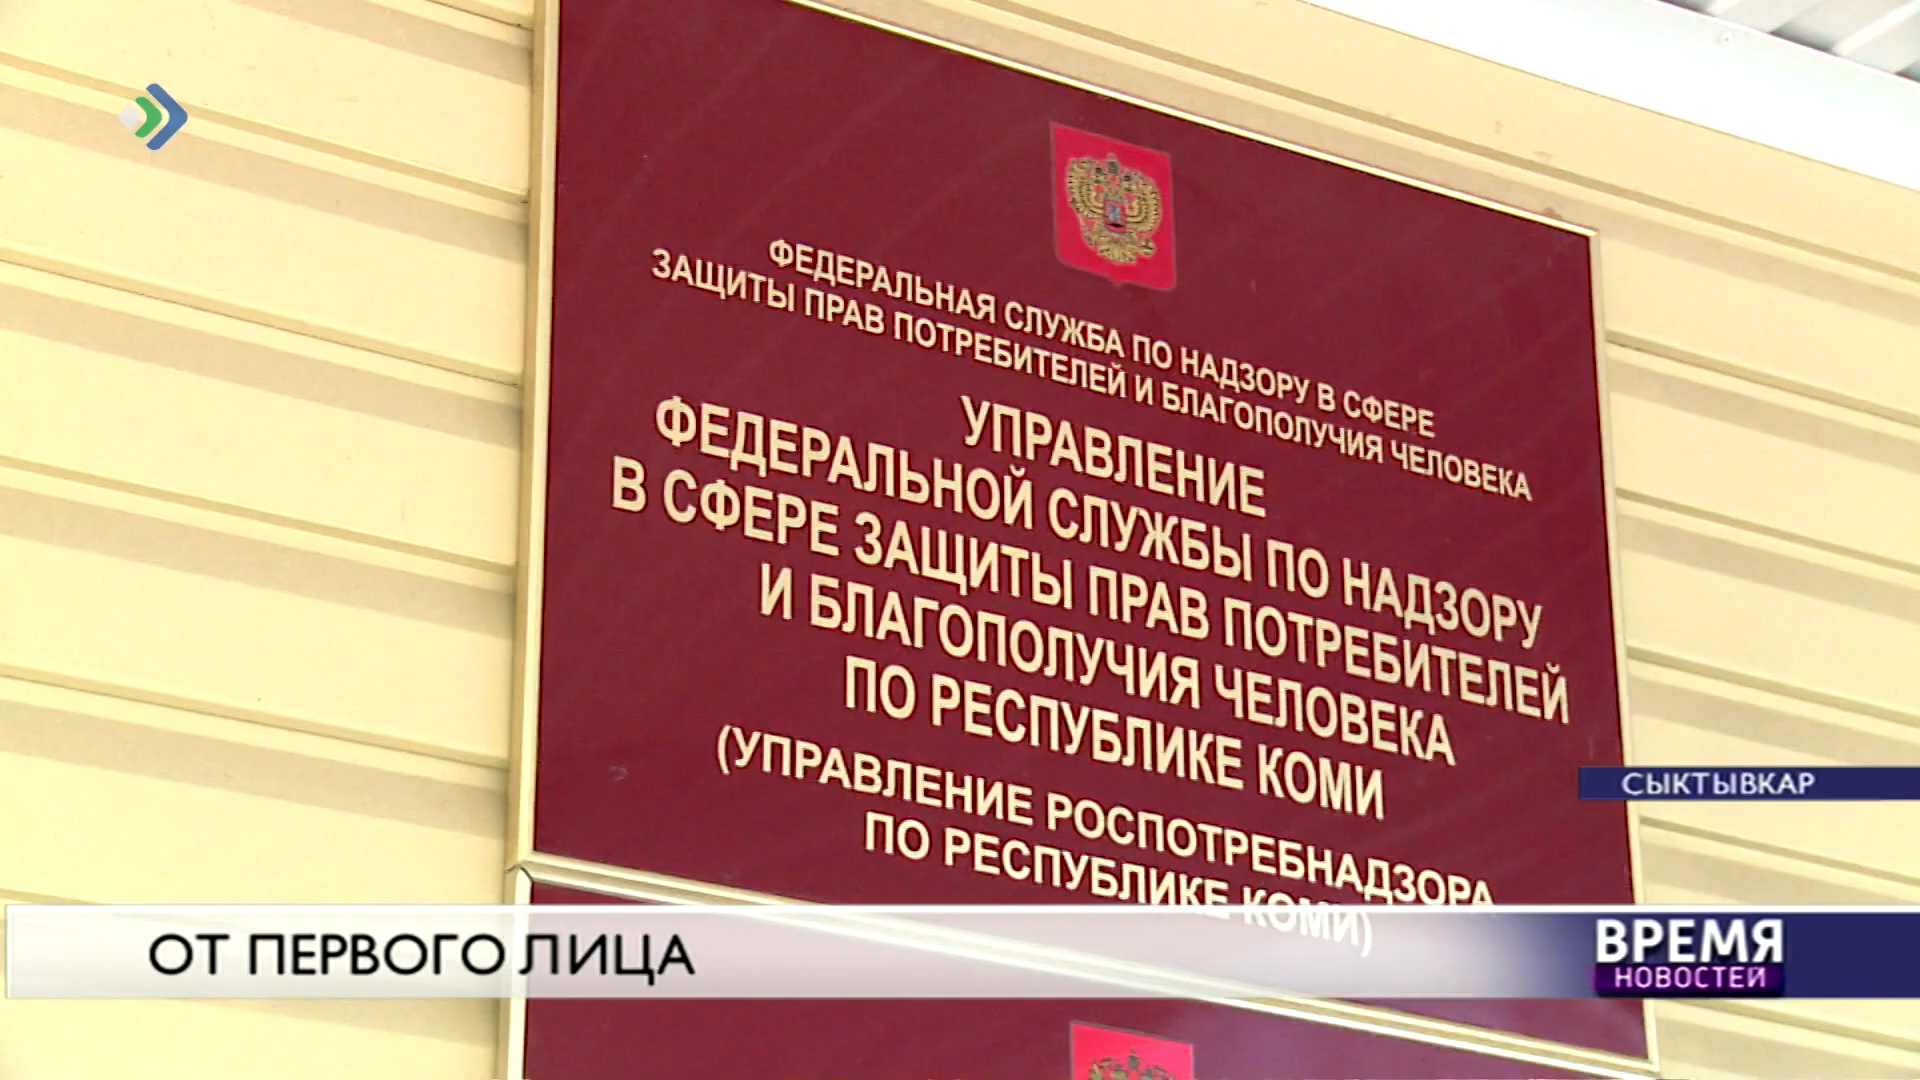 ФЕДЕРАЛЬНАЯ СЛУЖБА ПО НАДЗОРУ В СФЕРЕ
ЗАЩИТЫ ПРАВ ПОТРЕБИТЕЛЕЙ И БЛАГОПОЛУЧИЯ ЧЕЛОВЕКА
УПРАВЛЕНИЕ
ФЕДЕРАЛЬНОЙ СЛУЖБЫ ПО НАДЗОРУ
В СФЕРЕ ЗАЩИТЫ ПРАВ ПОТРЕБИТЕЛЕЙ
И БЛАГОПОЛУЧИЯ ЧЕЛОВЕКА
ПО РЕСПУБЛИКЕ КОМИ
(УПРАВЛЕНИЕ РОСПОТРЕБНАДЗОРА
ПО РЕСПУБЛИКЕ КОМИ)
СЫКТЫВКАР
ОТ ПЕРВОГО ЛИЦА
ВРЕМЯ
НОВОСТЕЙ